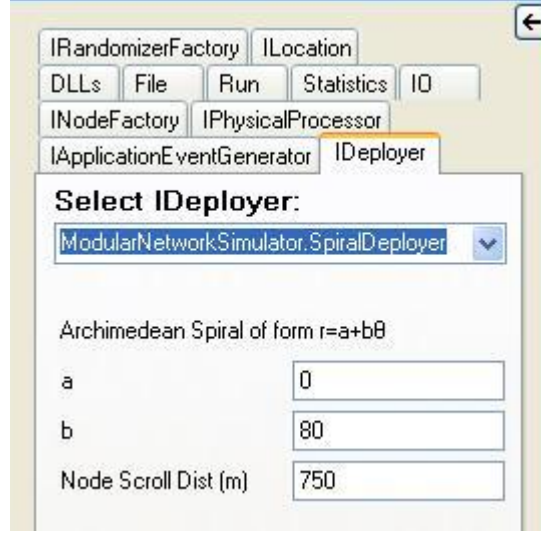 IRandomizerFactory ILocation
DLLs File Run Statistics IO
INodeFactory IPhysicalProcessor
IApplicationEventGenerator IDeployer
Select IDeployer:
ModularNetworkSimulator.SpiralDeployer
Archimedean Spiral of form r=a+bθ
a 0
b 80
Node Scroll Dist (m) 750